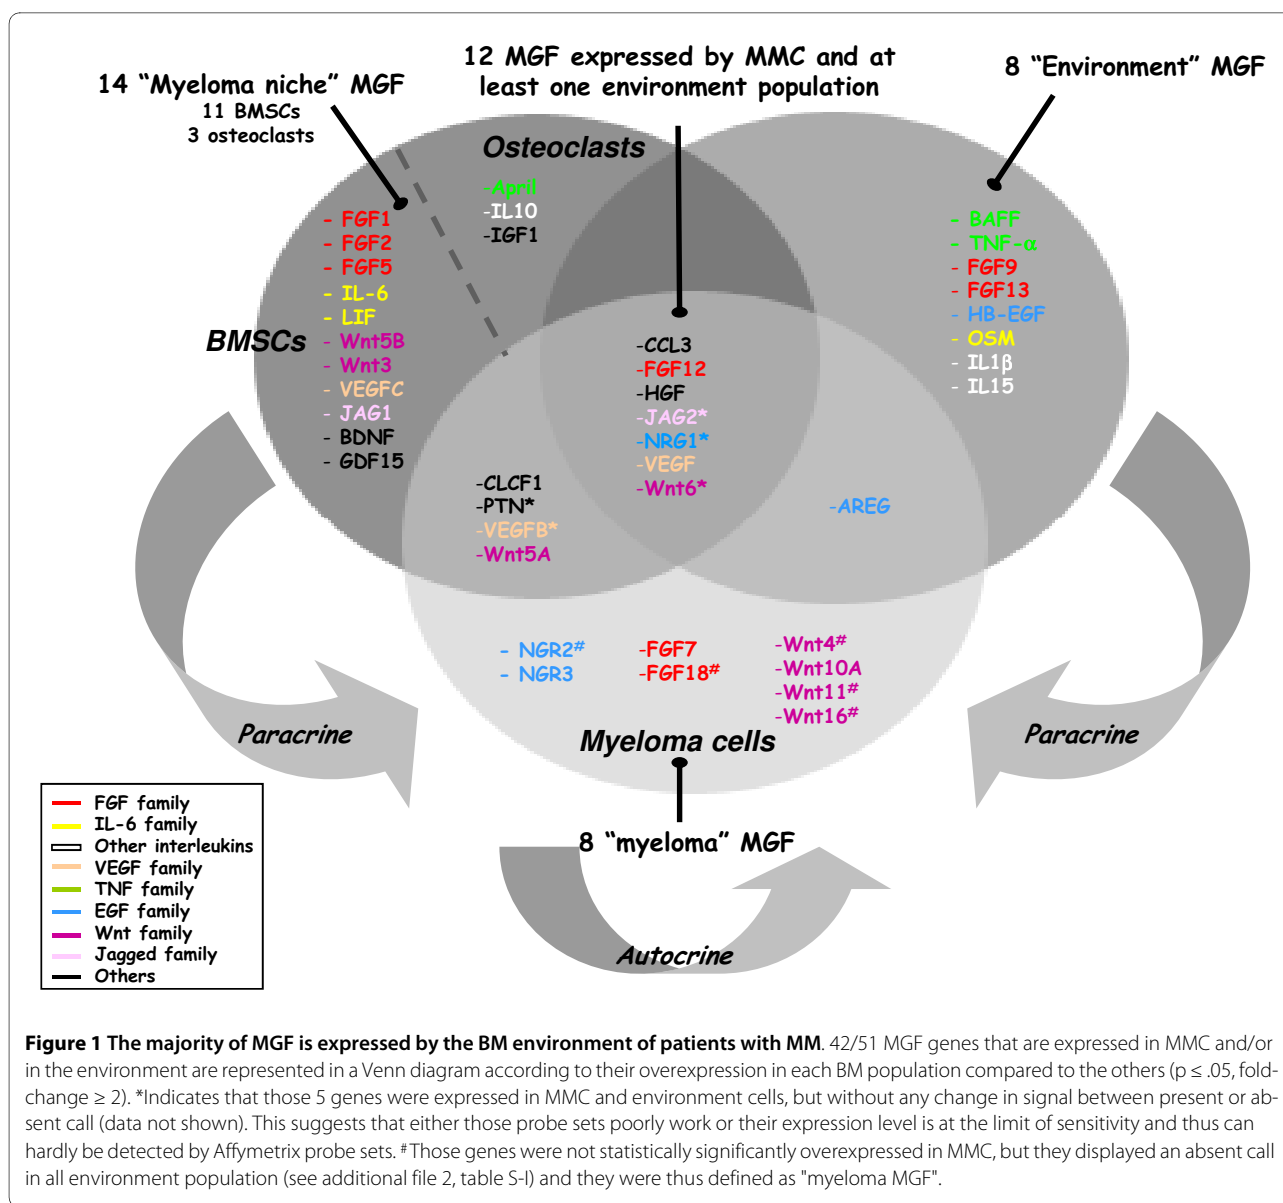 14 “Myeloma niche” MGF
11 BMSCs
3 osteoclasts
12 MGF expressed by MMC and at
least one environment population
8 “Environment” MGF
Osteoclasts
-April
-IL10
-IGF1
BMSCs
- FGF1
- FGF2
- FGF5
- IL-6
- LIF
- Wnt5B
- Wnt3
- VEGFC
- JAG1
- BDNF
- GDF15
-CCL3
-FGF12
-HGF
-JAG2*
-NRG1*
-VEGF
-Wnt6*
- BAFF
- TNF-α
- FGF9
- FGF13
- HB-EGF
- OSM
- IL1β
- IL15
-CLCF1
-PTN*
-VEGFB*
-Wnt5A
-AREG
- NGR2#
- NGR3
-FGF7
-FGF18#
-Wnt4#
-Wnt10A
-Wnt11#
-Wnt16#
Myeloma cells
Paracrine
Paracrine
8 “myeloma” MGF
Autocrine
FGF family
IL-6 family
Other interleukins
VEGF family
TNF family
EGF family
Wnt family
Jagged family
Others
Figure 1 The majority of MGF is expressed by the BM environment of patients with MM. 42/51 MGF genes that are expressed in MMC and/or
in the environment are represented in a Venn diagram according to their overexpression in each BM population compared to the others (p ≤ .05, fold-
change ≥ 2). *Indicates that those 5 genes were expressed in MMC and environment cells, but without any change in signal between present or ab-
sent call (data not shown). This suggests that either those probe sets poorly work or their expression level is at the limit of sensitivity and thus can
hardly be detected by Affymetrix probe sets. #Those genes were not statistically significantly overexpressed in MMC, but they displayed an absent call
in all environment population (see additional file 2, table S-I) and they were thus defined as "myeloma MGF".